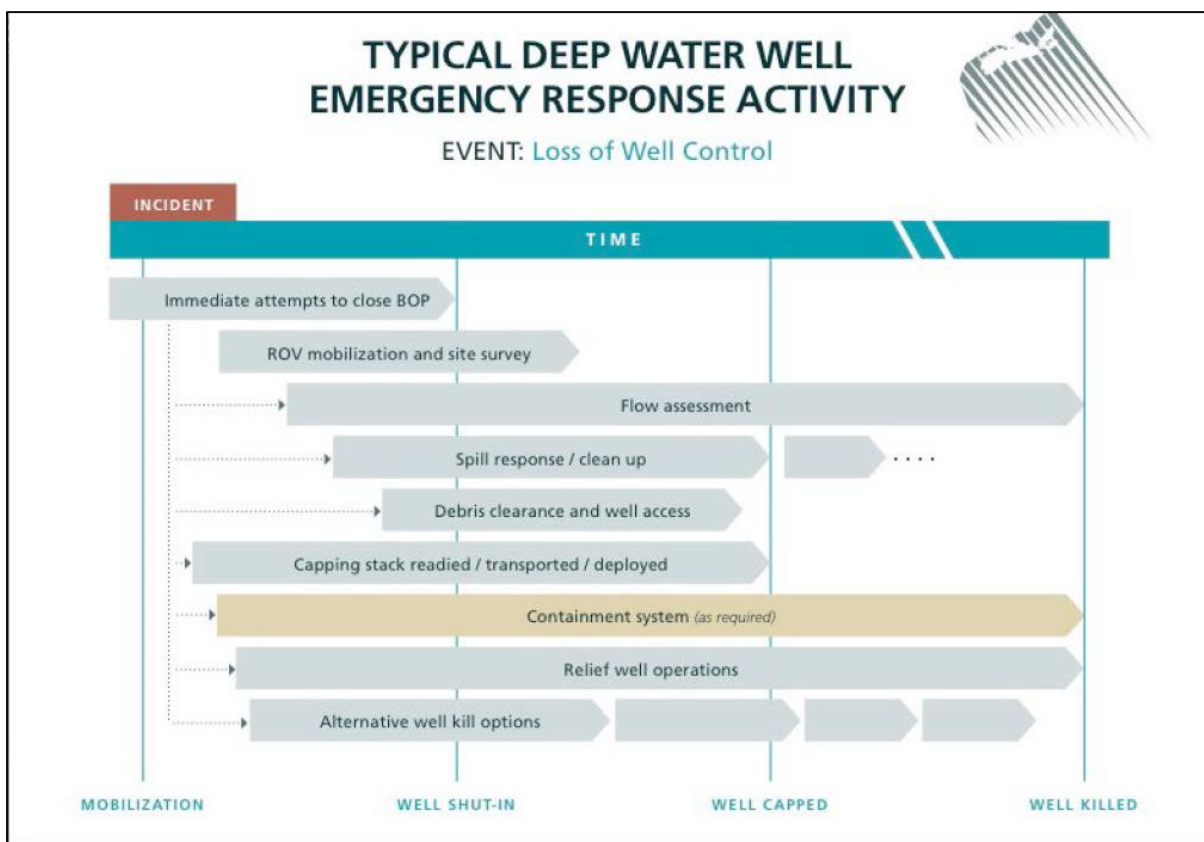 TYPICAL DEEP WATER WELL
EMERGENCY RESPONSE ACTIVITY
EVENT: Loss of Well Control
INCIDENT
TIME
Immediate attempts to close BOP
ROV mobilization and site survey
Flow assessment
Spill response / clean up
Debris clearance and well access
Capping stack readied / transported / deployed
Containment system (as required)
Relief well operations
Alternative well kill options
MOBILIZATION
WELL SHUT-IN
WELL CAPPED
WELL KILLED